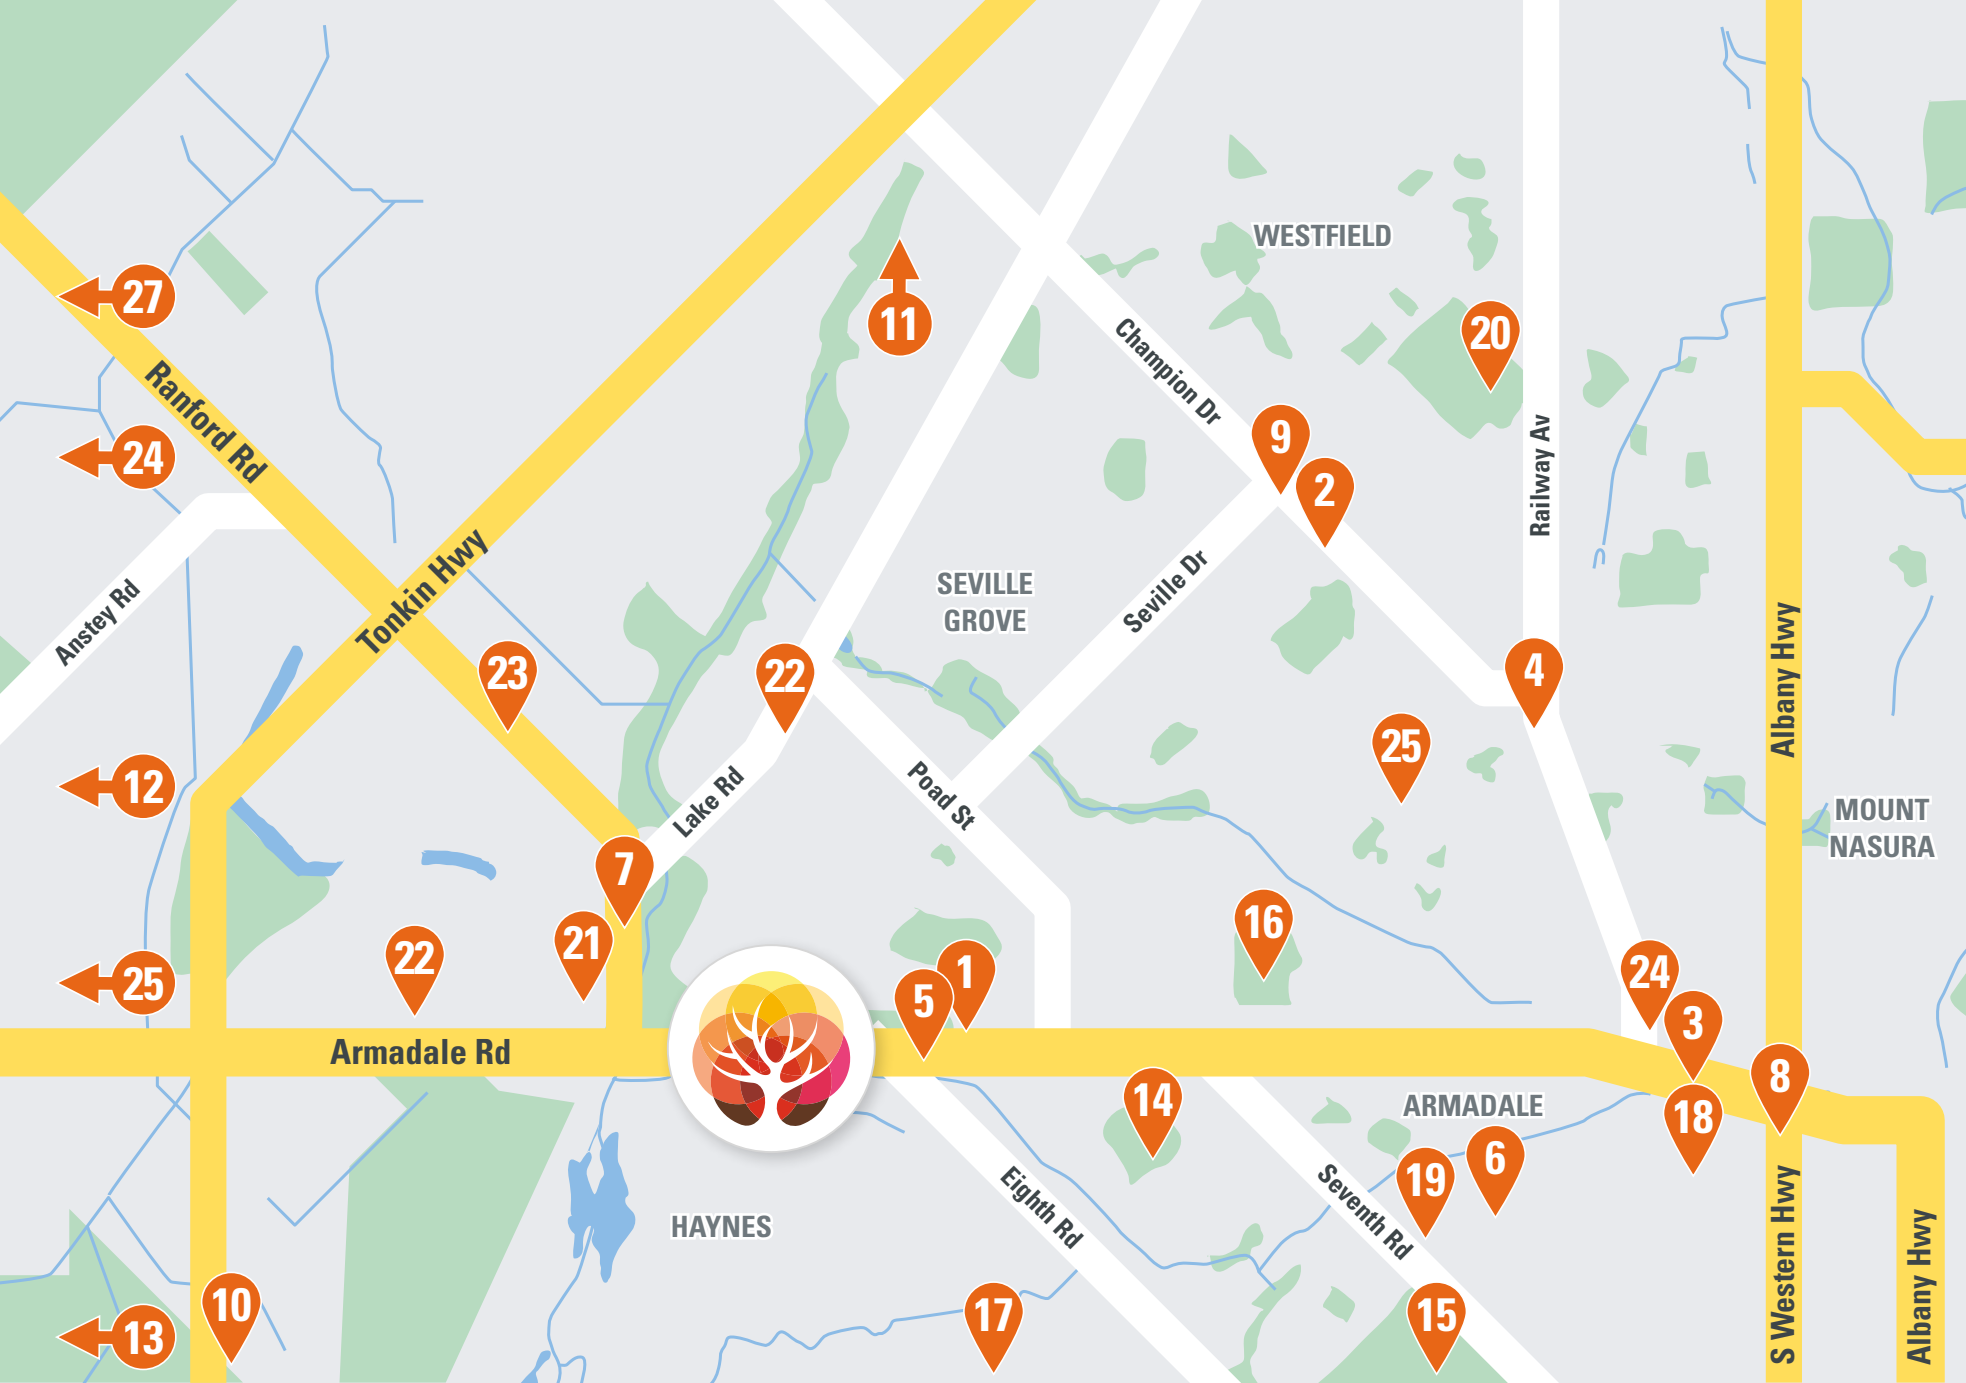 WESTFIELD
27
11
20
Champion Dr
Ranford Rd
24
9
2
Railway Av
Tonkin Hwy
Anstey Rd
SEVILLE
GROVE
Seville Dr
23
22
4
Albany Hwy
25
12
Lake Rd
Poad St
MOUNT
NASURA
7
16
21
22
1
5
24
25
3
Armadale Rd
8
14
ARMADALE
18
6
19
Eighth Rd
Seventh Rd
HAYNES
S Western Hwy
Albany Hwy
10
17
15
13